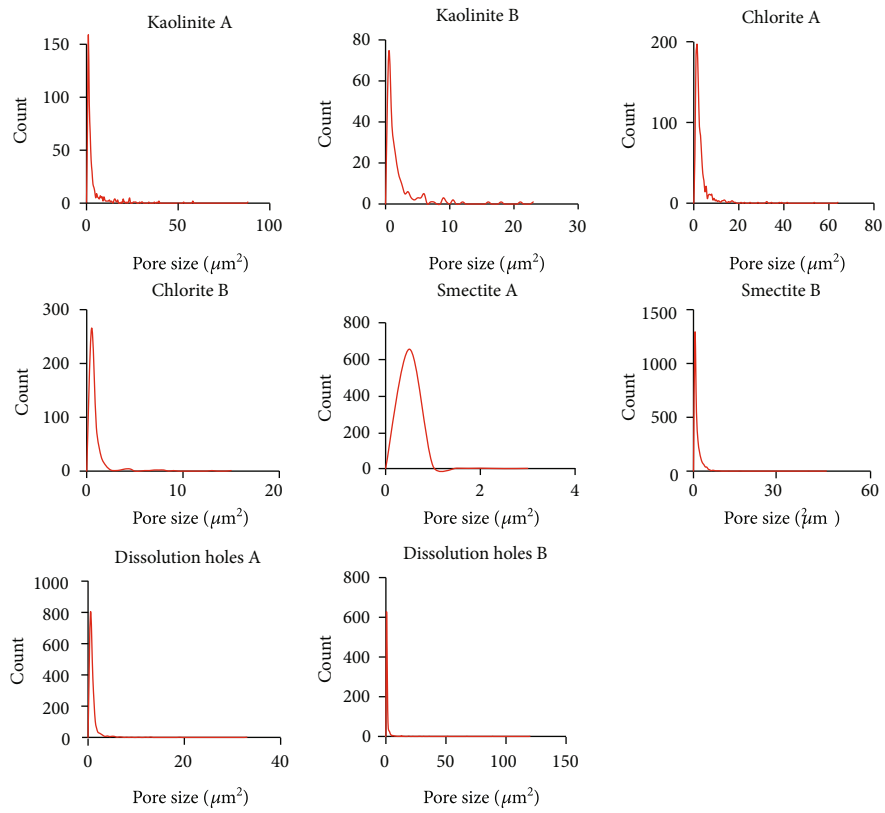 Kaolinite A
Count
150
100
50
0
0 50 100
Pore size (μm²)
Kaolinite B
Count
80
60
40
20
0
0 10 20 30
Pore size (μm²)
Chlorite A
Count
200
100
0
0 20 40 60 80
Pore size (μm²)
Chlorite B
Count
300
200
100
0
0 10 20
Pore size (μm²)
Smectite A
Count
800
600
400
200
0
0 2 4
Pore size (μm²)
Smectite B
Count
1500
1000
500
0
0 30 60
Pore size (²μm )
Dissolution holes A
Count
1000
800
600
400
200
0
0 20 40
Pore size (μm²)
Dissolution holes B
Count
800
600
400
200
0
0 50 100 150
Pore size (μm²)